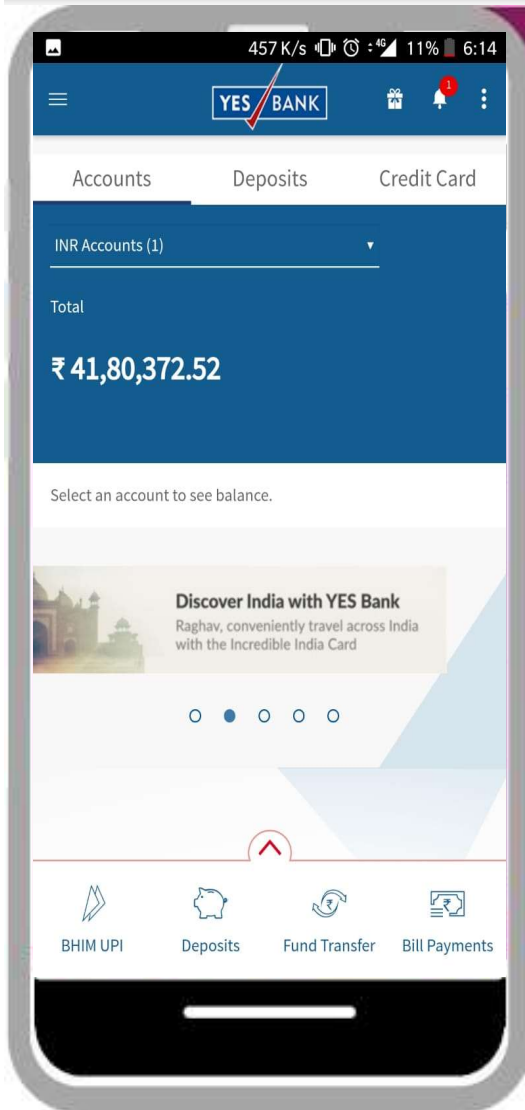 457 K/s 4G 11% 6:14
YES BANK
1
Accounts Deposits Credit Card
INR Accounts (1)
Total
₹ 41,80,372.52
Select an account to see balance.
Discover India with YES Bank
Raghav, conveniently travel across India
with the Incredible India Card
BHIM UPI Deposits Fund Transfer Bill Payments